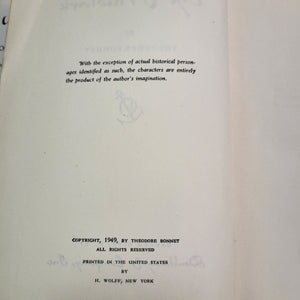 With the exception of actual historical person-
ages identified as such, the characters are entirely
the product of the author's imagination.
COPYRIGHT, 1949, BY THEODORE BONNET
ALL RIGHTS RESERVED
PRINTED IN THE UNITED STATES
BY
H. WOLFF, NEW YORK